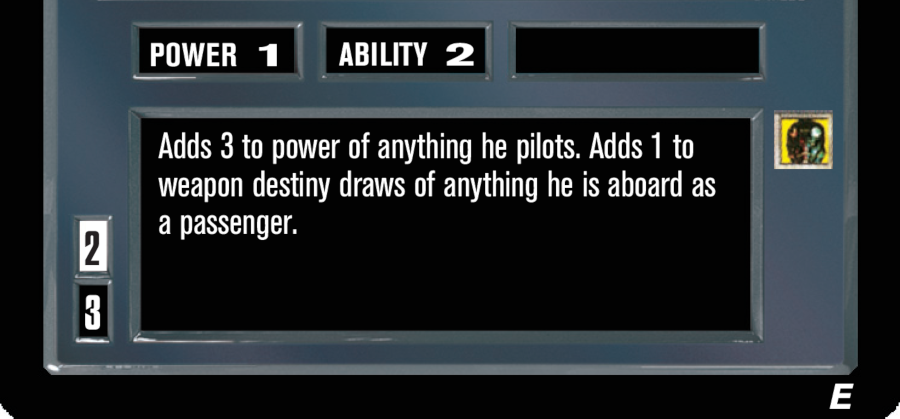 POWER 1 ABILITY 2
Adds 3 to power of anything he pilots. Adds 1 to
weapon destiny draws of anything he is aboard as
a passenger.
2
3
E